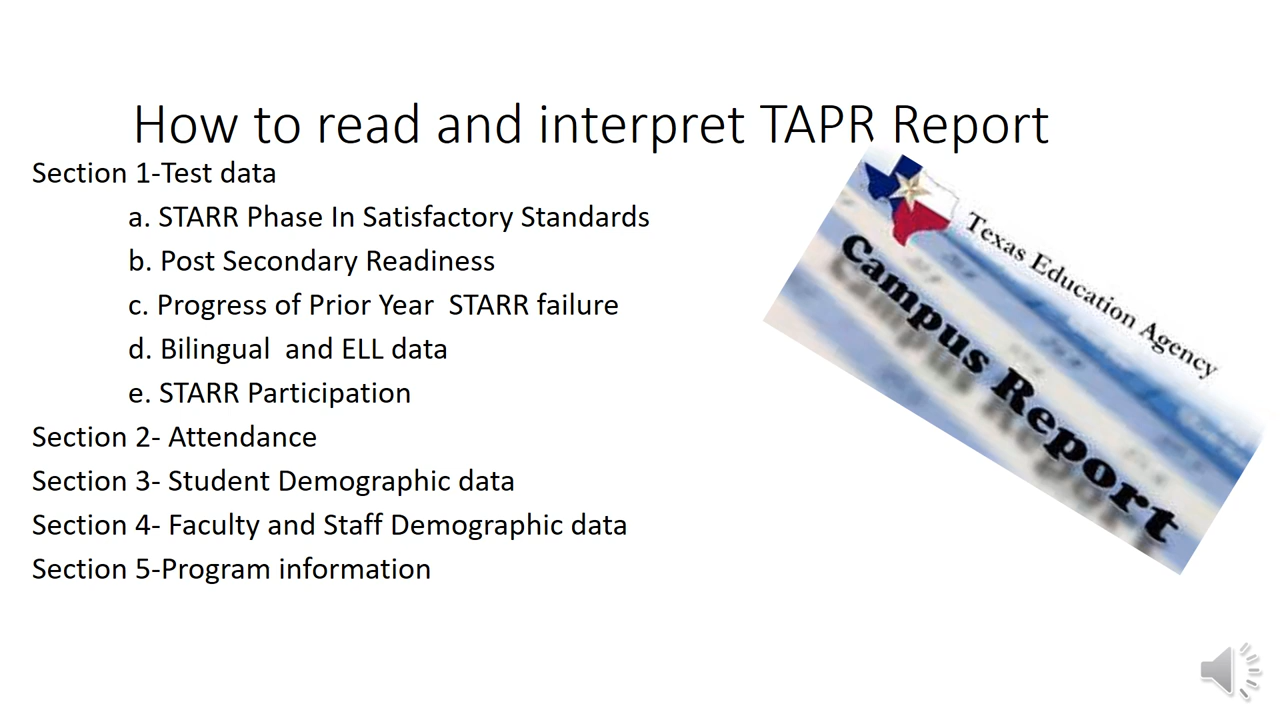 How to read and interpret TAPR Report
Section 1-Test data
a. STARR Phase In Satisfactory Standards
b. Post Secondary Readiness
c. Progress of Prior Year  STARR failure
d. Bilingual  and ELL data
e. STARR Participation
Section 2- Attendance
Section 3- Student Demographic data
Section 4- Faculty and Staff Demographic data
Section 5-Program information
Texas Education Agency
Campus Report